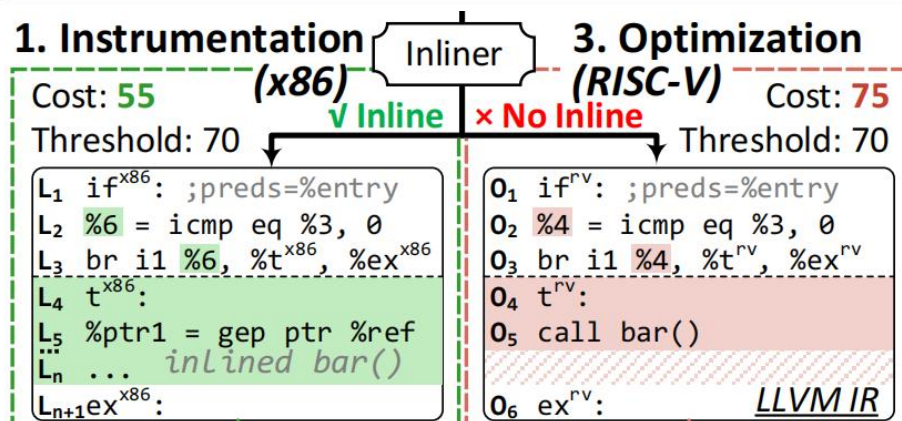 1. Instrumentation
(x86)
Inliner
3. Optimization
(RISC-V)
Cost: 55
Threshold: 70
√ Inline
× No Inline
Cost: 75
Threshold: 70
L1 if^x86: ;preds=%entry
L2 %6 = icmp eq %3, 0
L3 br i1 %6, %t^x86, %ex^x86
L4 t^x86:
L5 %ptr1 = gep ptr %ref
...
Ln ... inlined bar()
Ln+1 ex^x86:
O1 if^rv: ;preds=%entry
O2 %4 = icmp eq %3, 0
O3 br i1 %4, %t^rv, %ex^rv
O4 t^rv:
O5 call bar()
O6 ex^rv:
LLVM IR